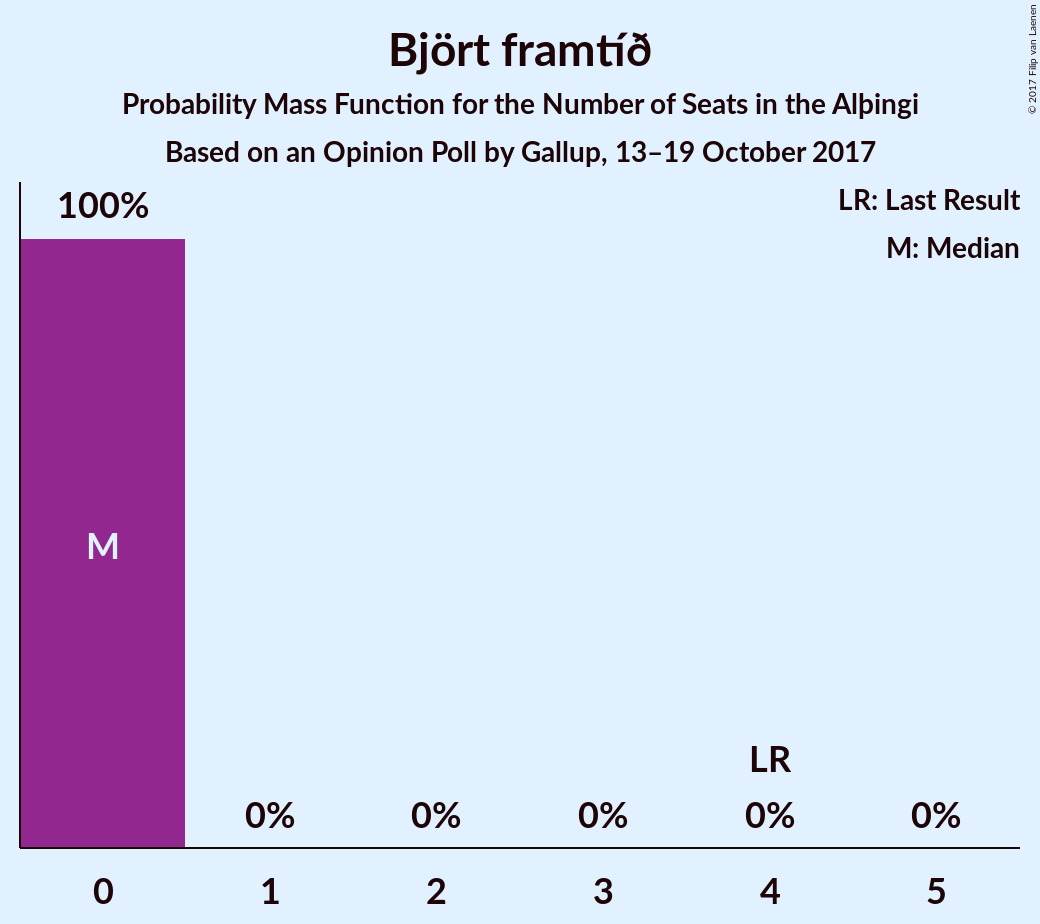 Björt framtíð
Probability Mass Function for the Number of Seats in the Alþingi
Based on an Opinion Poll by Gallup, 13–19 October 2017
© 2017 Filip van Laenen
LR: Last Result
M: Median
100%
M
LR
0% 0% 0% 0% 0%
0 1 2 3 4 5